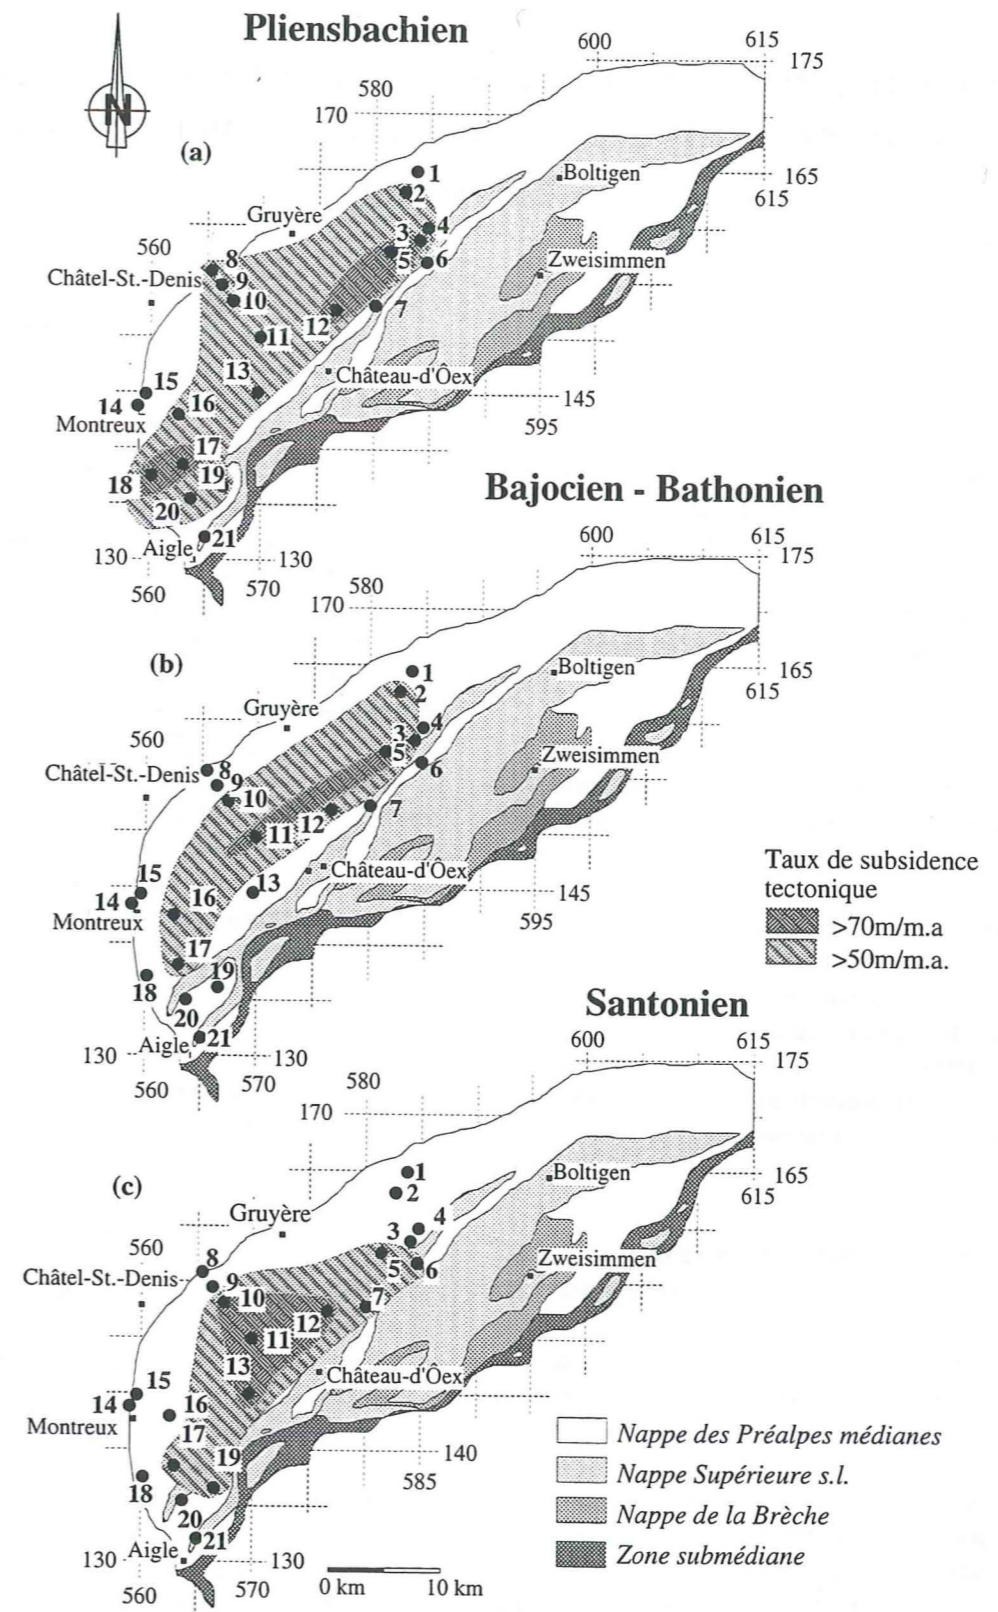 Pliensbachien
N
(a)
600
615
175
580
170
1
2
Boltigen
165
615
Gruyère
560
3
4
5
6
Zweisimmen
8
Châtel-St.-Denis
9
10
7
12
11
13
Château-d'Öex
15
14
16
145
Montreux
595
17
18
19
20
Aigle
21
130
130
560
570
Bajocien - Bathonien
600
615
175
580
170
(b)
1
2
Boltigen
165
615
Gruyère
560
3
4
5
6
Zweisimmen
Châtel-St.-Denis
8
9
10
7
11
12
Château-d'Öex
15
13
14
16
145
Montreux
595
17
18
19
20
Aigle
21
130
130
560
570
Taux de subsidence
tectonique
>70m/m.a
>50m/m.a.
Santonien
600
615
175
580
170
(c)
1
2
Boltigen
165
615
Gruyère
560
3
4
5
6
Zweisimmen
8
Châtel-St.-Denis
9
10
7
12
11
13
Château-d'Öex
15
14
16
Montreux
17
19
140
585
18
20
21
Aigle
130
130
560
570
0 km
10 km
Nappe des Préalpes médianes
Nappe Supérieure s.l.
Nappe de la Brèche
Zone submédiane